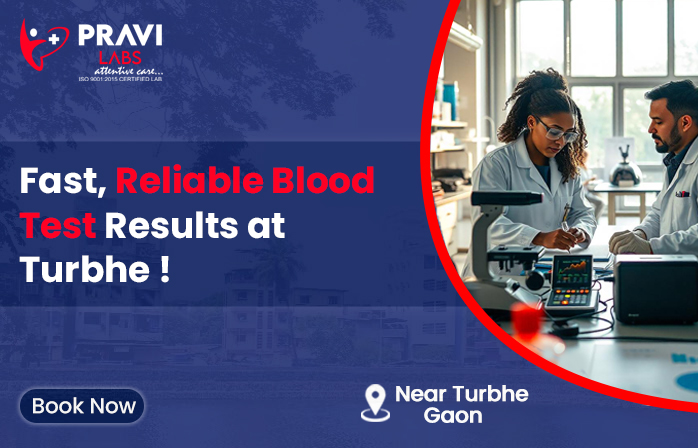 PRAVI
LABS
attentive care...
ISO 9001:2015 CERTIFIED LAB
Fast, Reliable Blood
Test Results at
Turbhe !
Book Now
Near Turbhe
Gaon